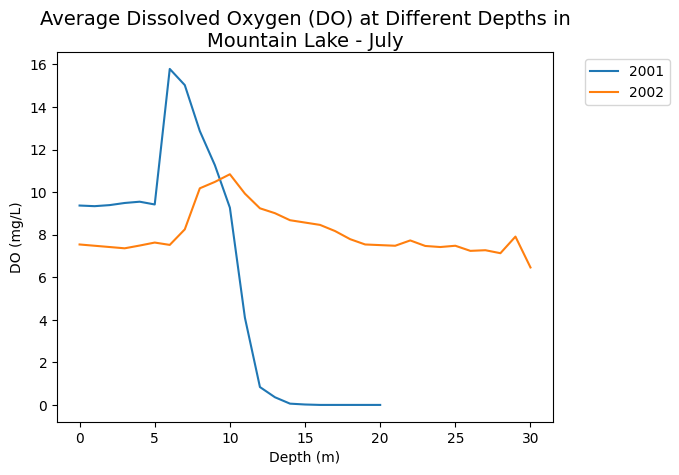 Average Dissolved Oxygen (DO) at Different Depths in
Mountain Lake - July
2001
2002
DO (mg/L)
16
14
12
10
8
6
4
2
0
0 5 10 15 20 25 30
Depth (m)